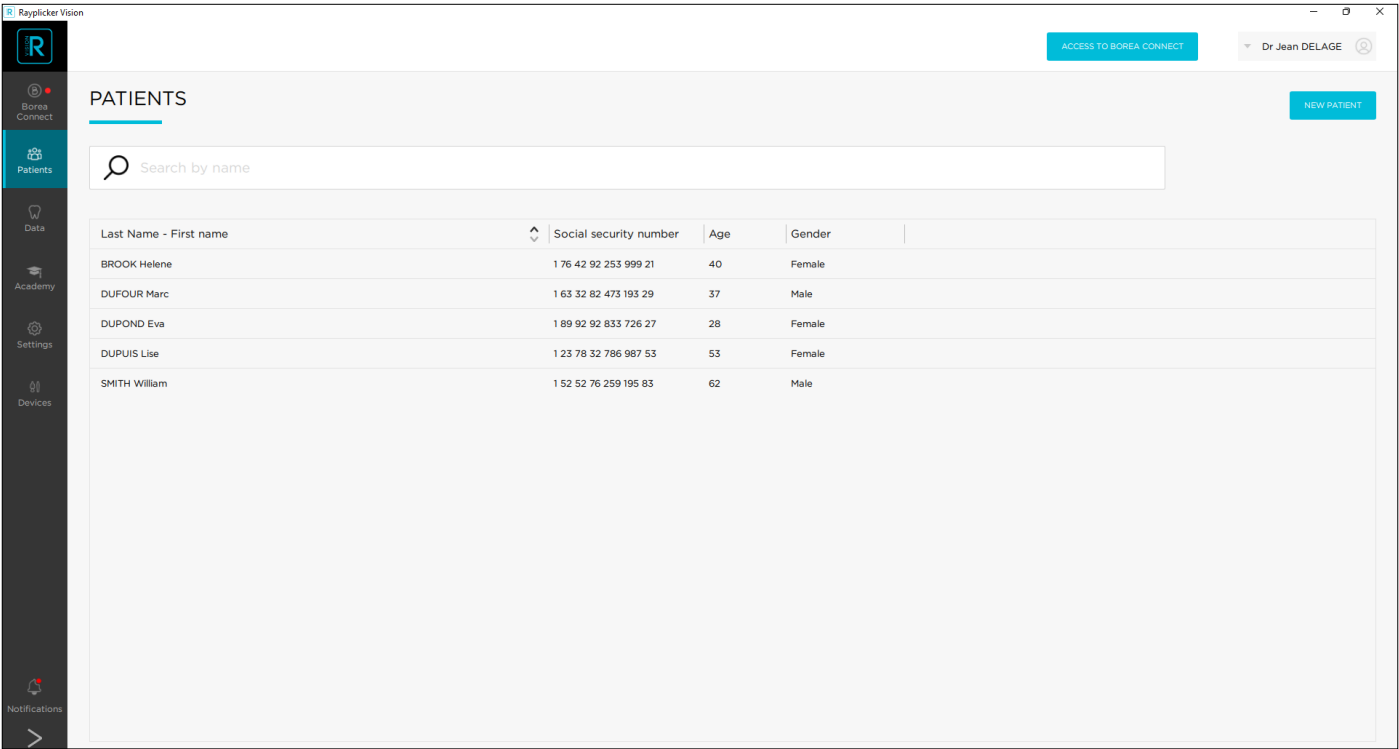 R Rayplicker Vision
VISION R
ACCESS TO BOREA CONNECT
Dr Jean DELAGE
B
Borea
Connect
PATIENTS
NEW PATIENT
Patients
Search by name
Data
Last Name - First name Social security number Age Gender
BROOK Helene 1 76 42 92 253 999 21 40 Female
Academy
DUFOUR Marc 1 63 32 82 473 193 29 37 Male
DUPOND Eva 1 89 92 92 833 726 27 28 Female
Settings
DUPUIS Lise 1 23 78 32 786 987 53 53 Female
SMITH William 1 52 52 76 259 195 83 62 Male
Devices
Notifications